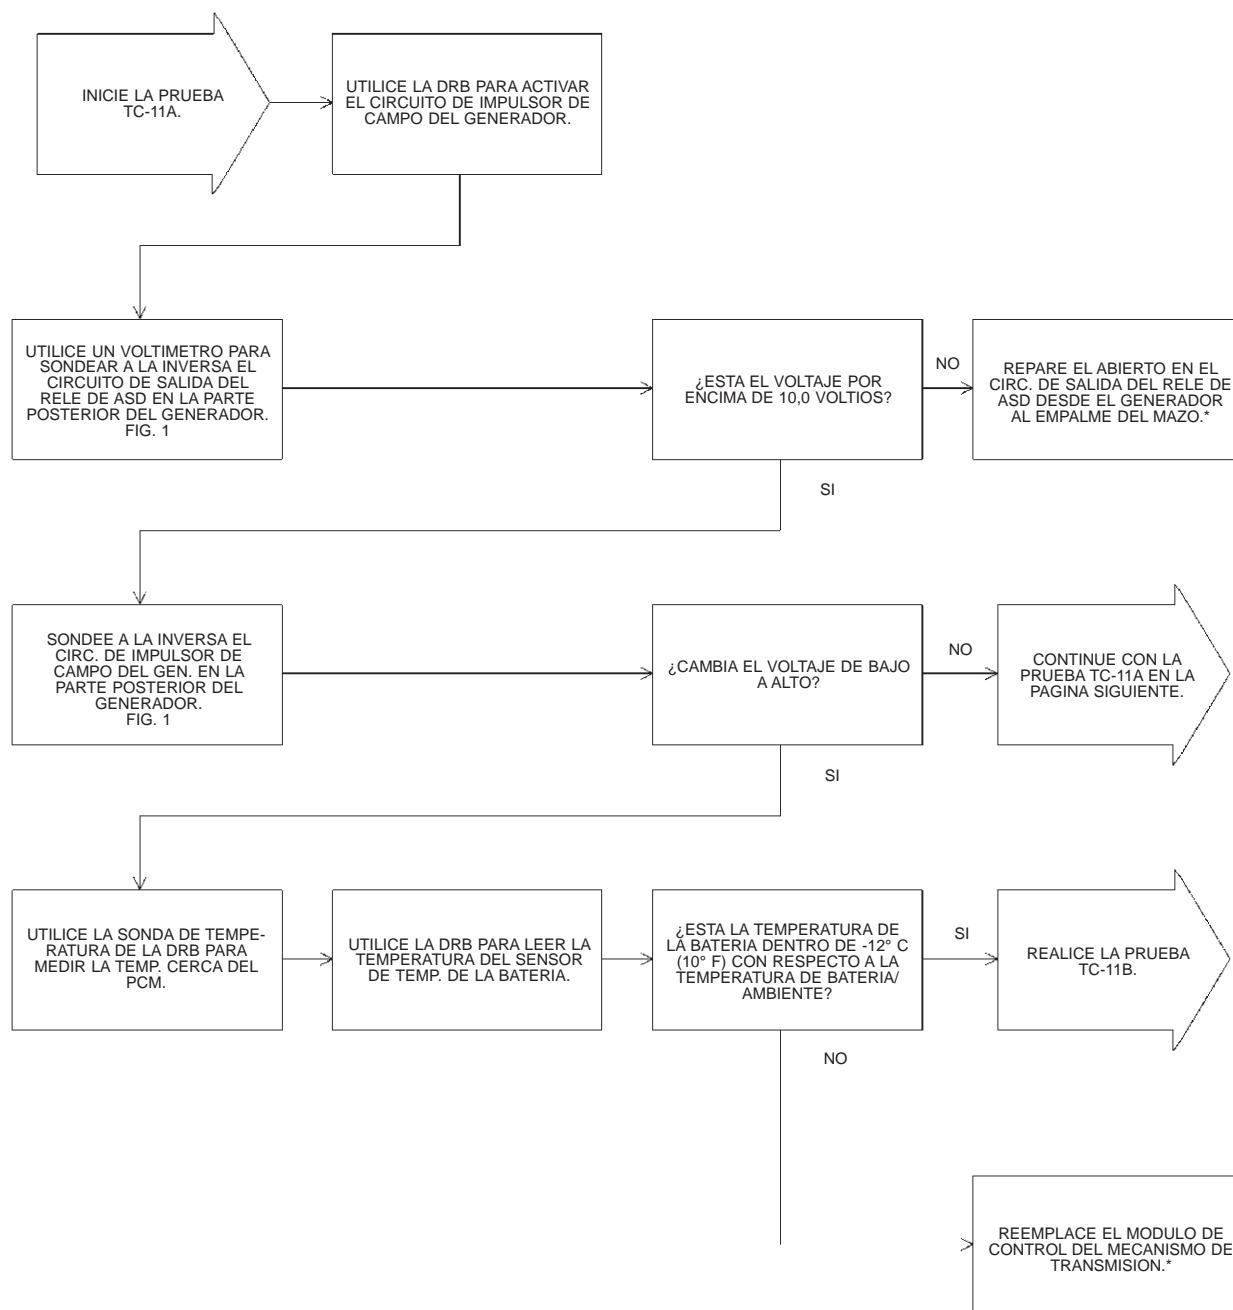 INICIE LA PRUEBA
TC-11A.
UTILICE LA DRB PARA ACTIVAR
EL CIRCUITO DE IMPULSOR DE
CAMPO DEL GENERADOR.
UTILICE UN VOLTIMETRO PARA
SONDEAR A LA INVERSA EL
CIRCUITO DE SALIDA DEL
RELE DE ASD EN LA PARTE
POSTERIOR DEL GENERADOR.
FIG. 1
¿ESTA EL VOLTAJE POR
ENCIMA DE 10,0 VOLTIOS?
NO
REPARE EL ABIERTO EN EL
CIRC. DE SALIDA DEL RELE DE
ASD DESDE EL GENERADOR
AL EMPALME DEL MAZO.*
SI
SONDEE A LA INVERSA EL
CIRC. DE IMPULSOR DE
CAMPO DEL GEN. EN LA
PARTE POSTERIOR DEL
GENERADOR.
FIG. 1
¿CAMBIA EL VOLTAJE DE BAJO
A ALTO?
NO
CONTINUE CON LA
PRUEBA TC-11A EN LA
PAGINA SIGUIENTE.
SI
UTILICE LA SONDA DE TEMPE-
RATURA DE LA DRB PARA
MEDIR LA TEMP. CERCA DEL
PCM.
UTILICE LA DRB PARA LEER LA
TEMPERATURA DEL SENSOR
DE TEMP. DE LA BATERIA.
¿ESTA LA TEMPERATURA DE
LA BATERIA DENTRO DE -12° C
(10° F) CON RESPECTO A LA
TEMPERATURA DE BATERIA/
AMBIENTE?
SI
REALICE LA PRUEBA
TC-11B.
NO
REEMPLACE EL MODULO DE
CONTROL DEL MECANISMO DE
TRANSMISION.*